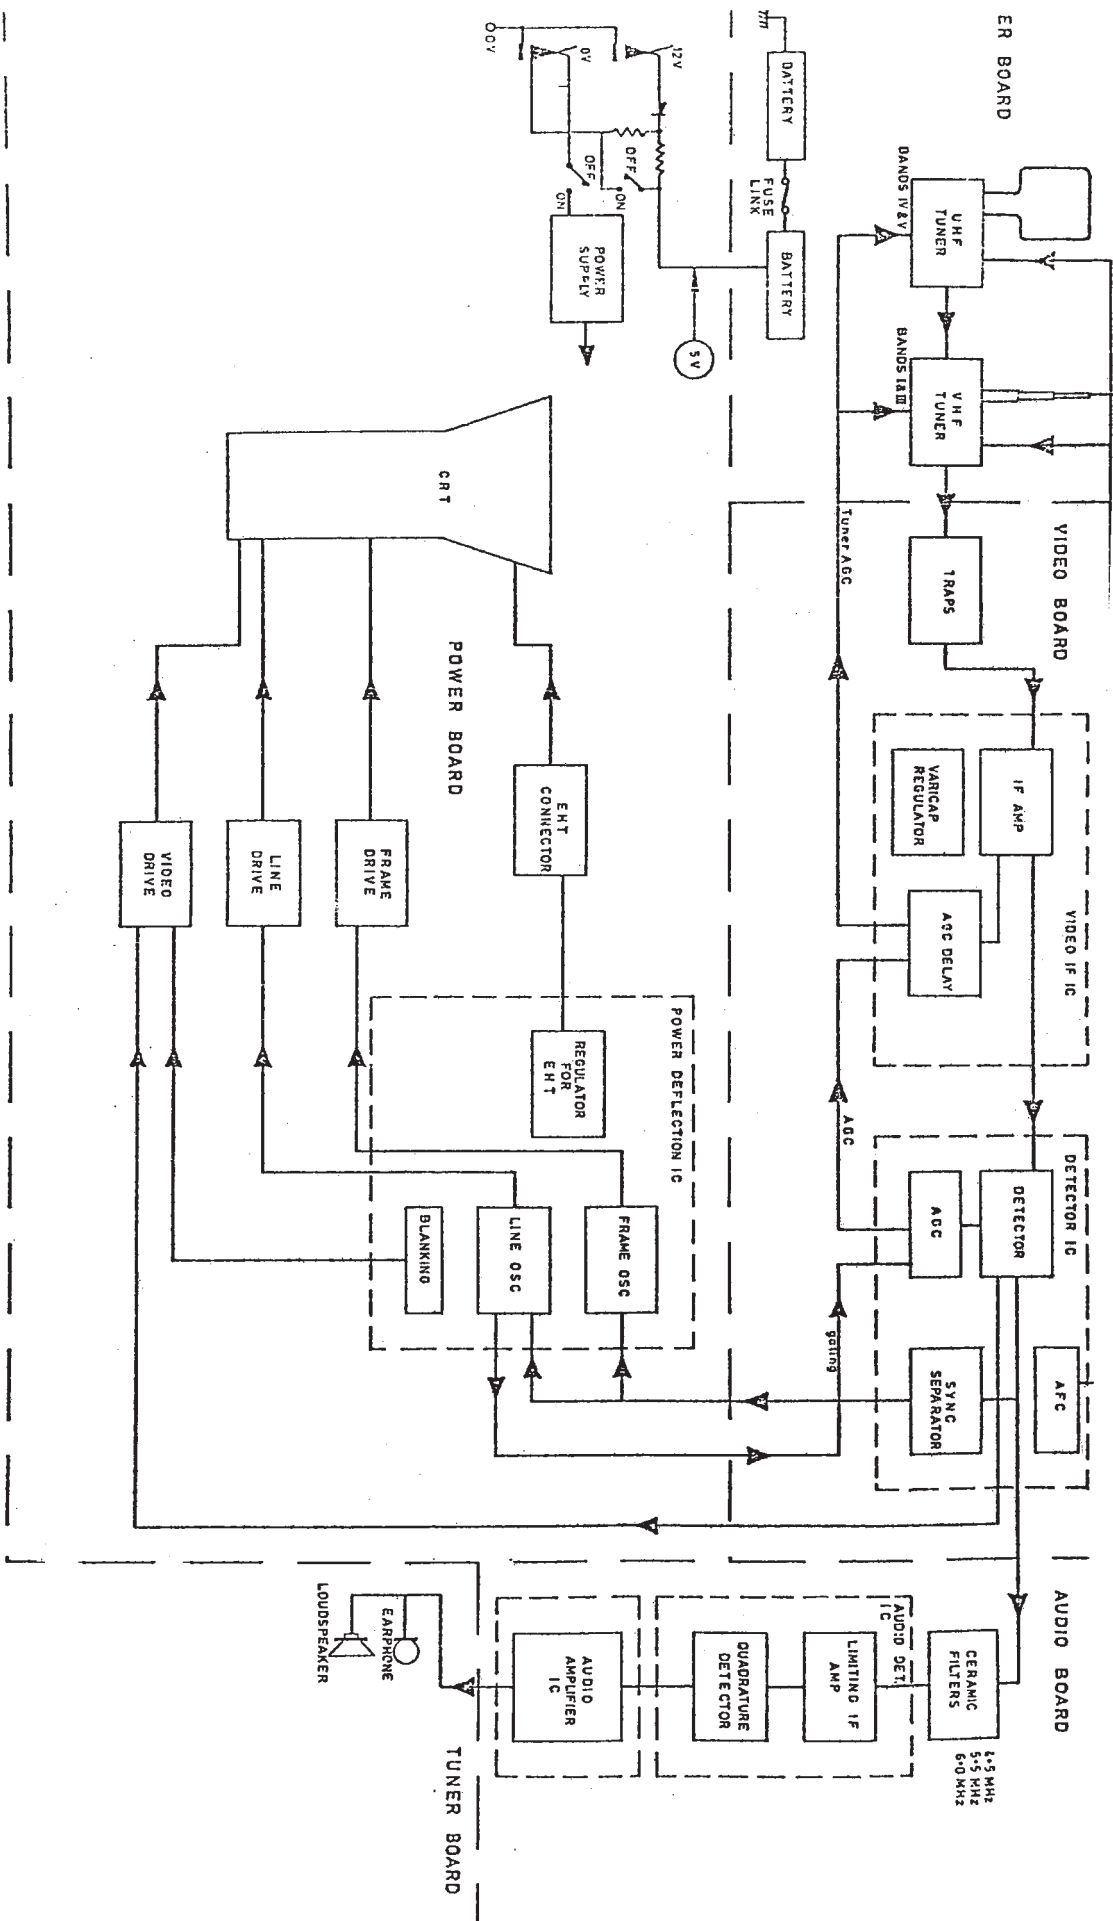 ER BOARD
BANDS IV & V
UHF
TUNER
BANDS I & III
VHF
TUNER
VIDEO BOARD
TRAPS
Tuner AGC
VIDEO IF IC
IF AMP
VARICAP
REGULATOR
AGC DELAY
AGC
DETECTOR IC
DETECTOR
AGC
AFC
SYNC
SEPARATOR
gating
AUDIO BOARD
CERAMIC
FILTERS
4·5 MHz
5·5 MHz
6·0 MHz
AUDIO DET.
IC
LIMITING IF
AMP
QUADRATURE
DETECTOR
AUDIO
AMPLIFIER
IC
EARPHONE
LOUDSPEAKER
TUNER BOARD
BATTERY
FUSE
LINK
BATTERY
5V
12V
0V
0V
OFF
ON
OFF
ON
POWER
SUPPLY
CRT
POWER BOARD
EHT
CONNECTOR
FRAME
DRIVE
LINE
DRIVE
VIDEO
DRIVE
POWER DEFLECTION IC
REGULATOR
FOR
EHT
FRAME OSC
LINE OSC
BLANKING